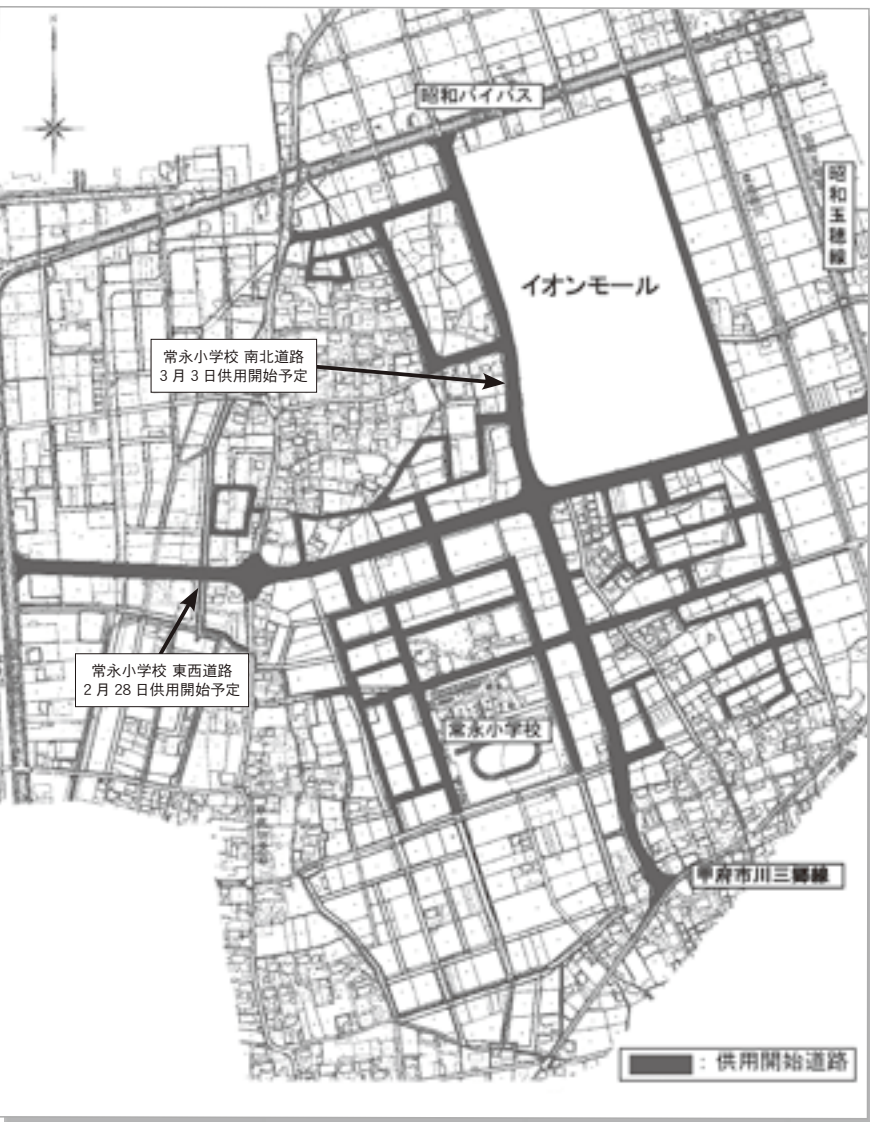 昭和バイパス
昭和玉穂線
イオンモール
常永小学校 南北道路
3月3日供用開始予定
常永小学校 東西道路
2月28日供用開始予定
常永小学校
甲府市川三郷線
：供用開始道路